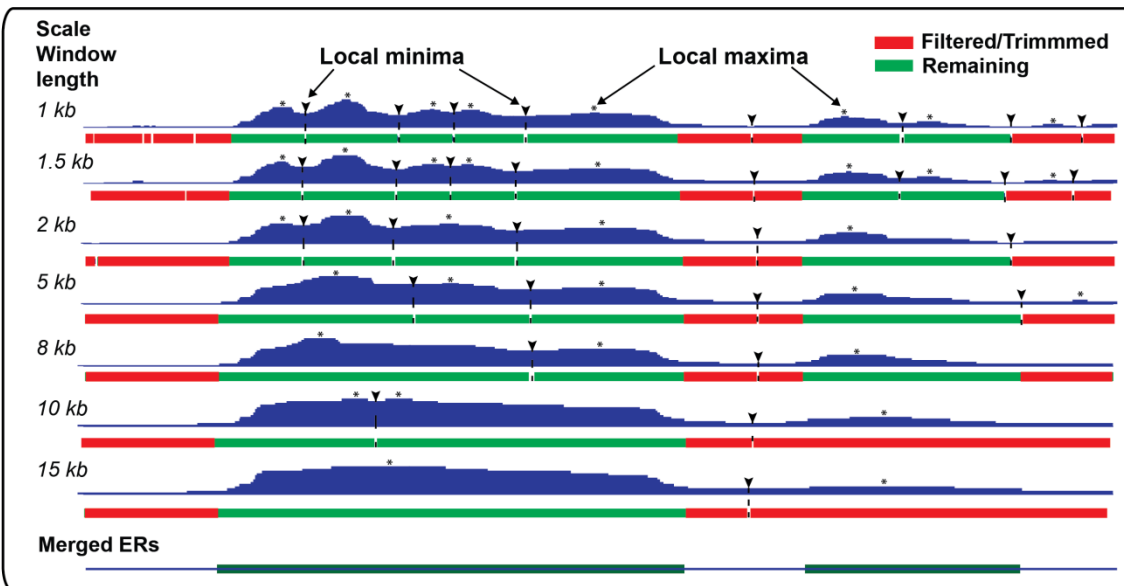 Scale
Window
length
Local minima
Local maxima
Filtered/Trimmmed
Remaining
1 kb
1.5 kb
2 kb
5 kb
8 kb
10 kb
15 kb
Merged ERs